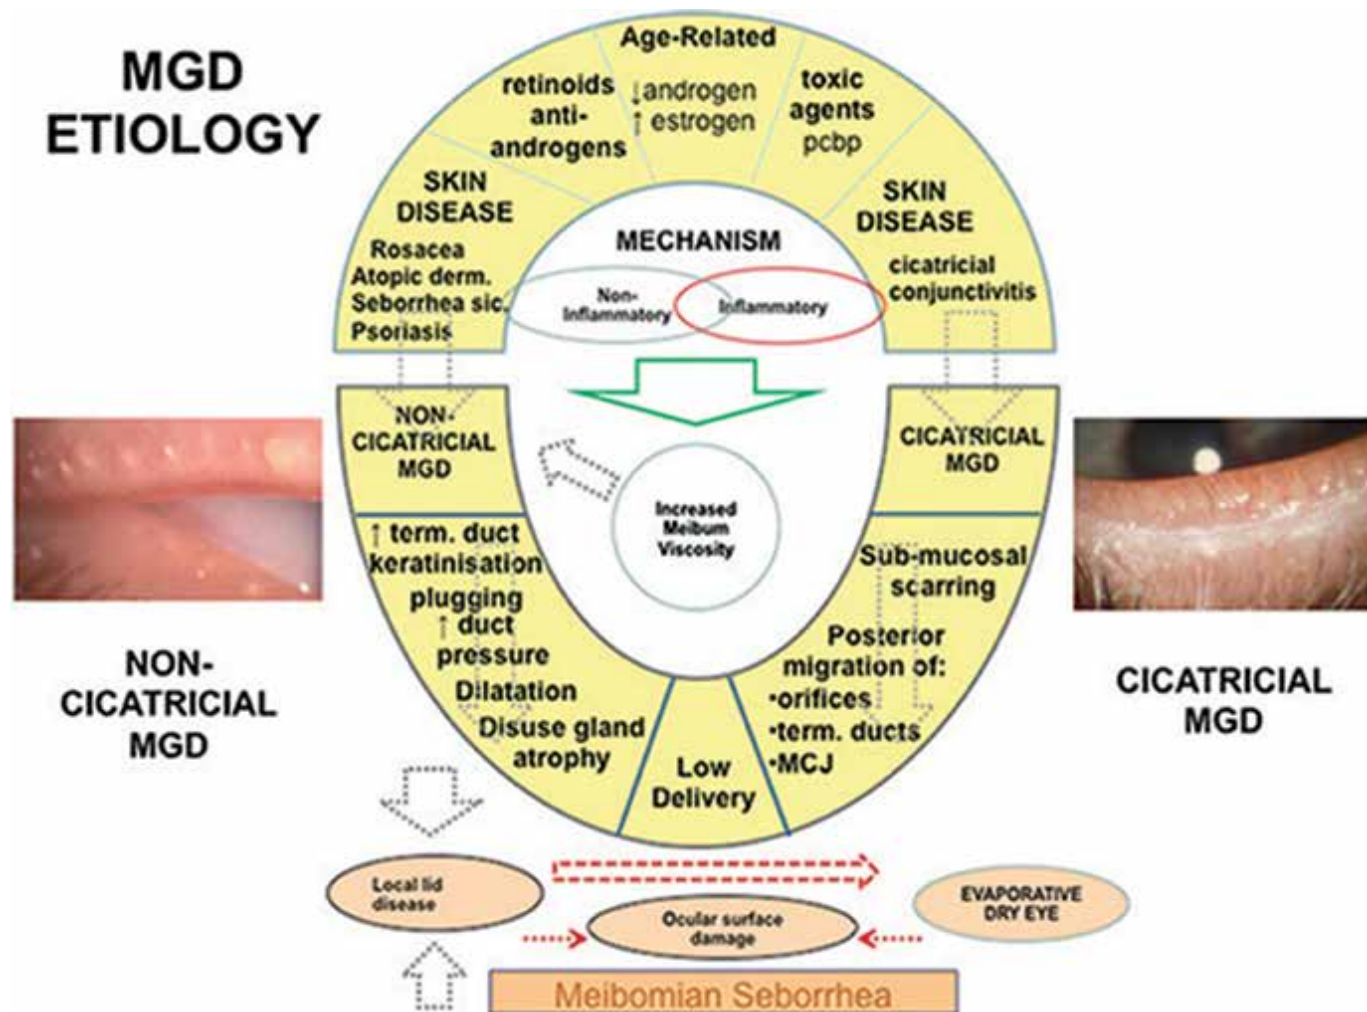 MGD
ETIOLOGY
Age-Related
↓androgen
↑ estrogen
retinoids
anti-
androgens
toxic
agents
pcbp
SKIN
DISEASE
Rosacea
Atopic derm.
Seborrhea sic.
Psoriasis
SKIN
DISEASE
cicatricial
conjunctivitis
MECHANISM
Non-
Inflammatory
Inflammatory
NON-
CICATRICIAL
MGD
CICATRICIAL
MGD
Increased
Meibum
Viscosity
↑ term. duct
keratinisation
plugging
↑ duct
pressure
Dilatation
Disuse gland
atrophy
Sub-mucosal
scarring
Posterior
migration of:
•orifices
•term. ducts
•MCJ
Low
Delivery
NON-
CICATRICIAL
MGD
CICATRICIAL
MGD
Local lid
disease
Ocular surface
damage
EVAPORATIVE
DRY EYE
Meibomian Seborrhea